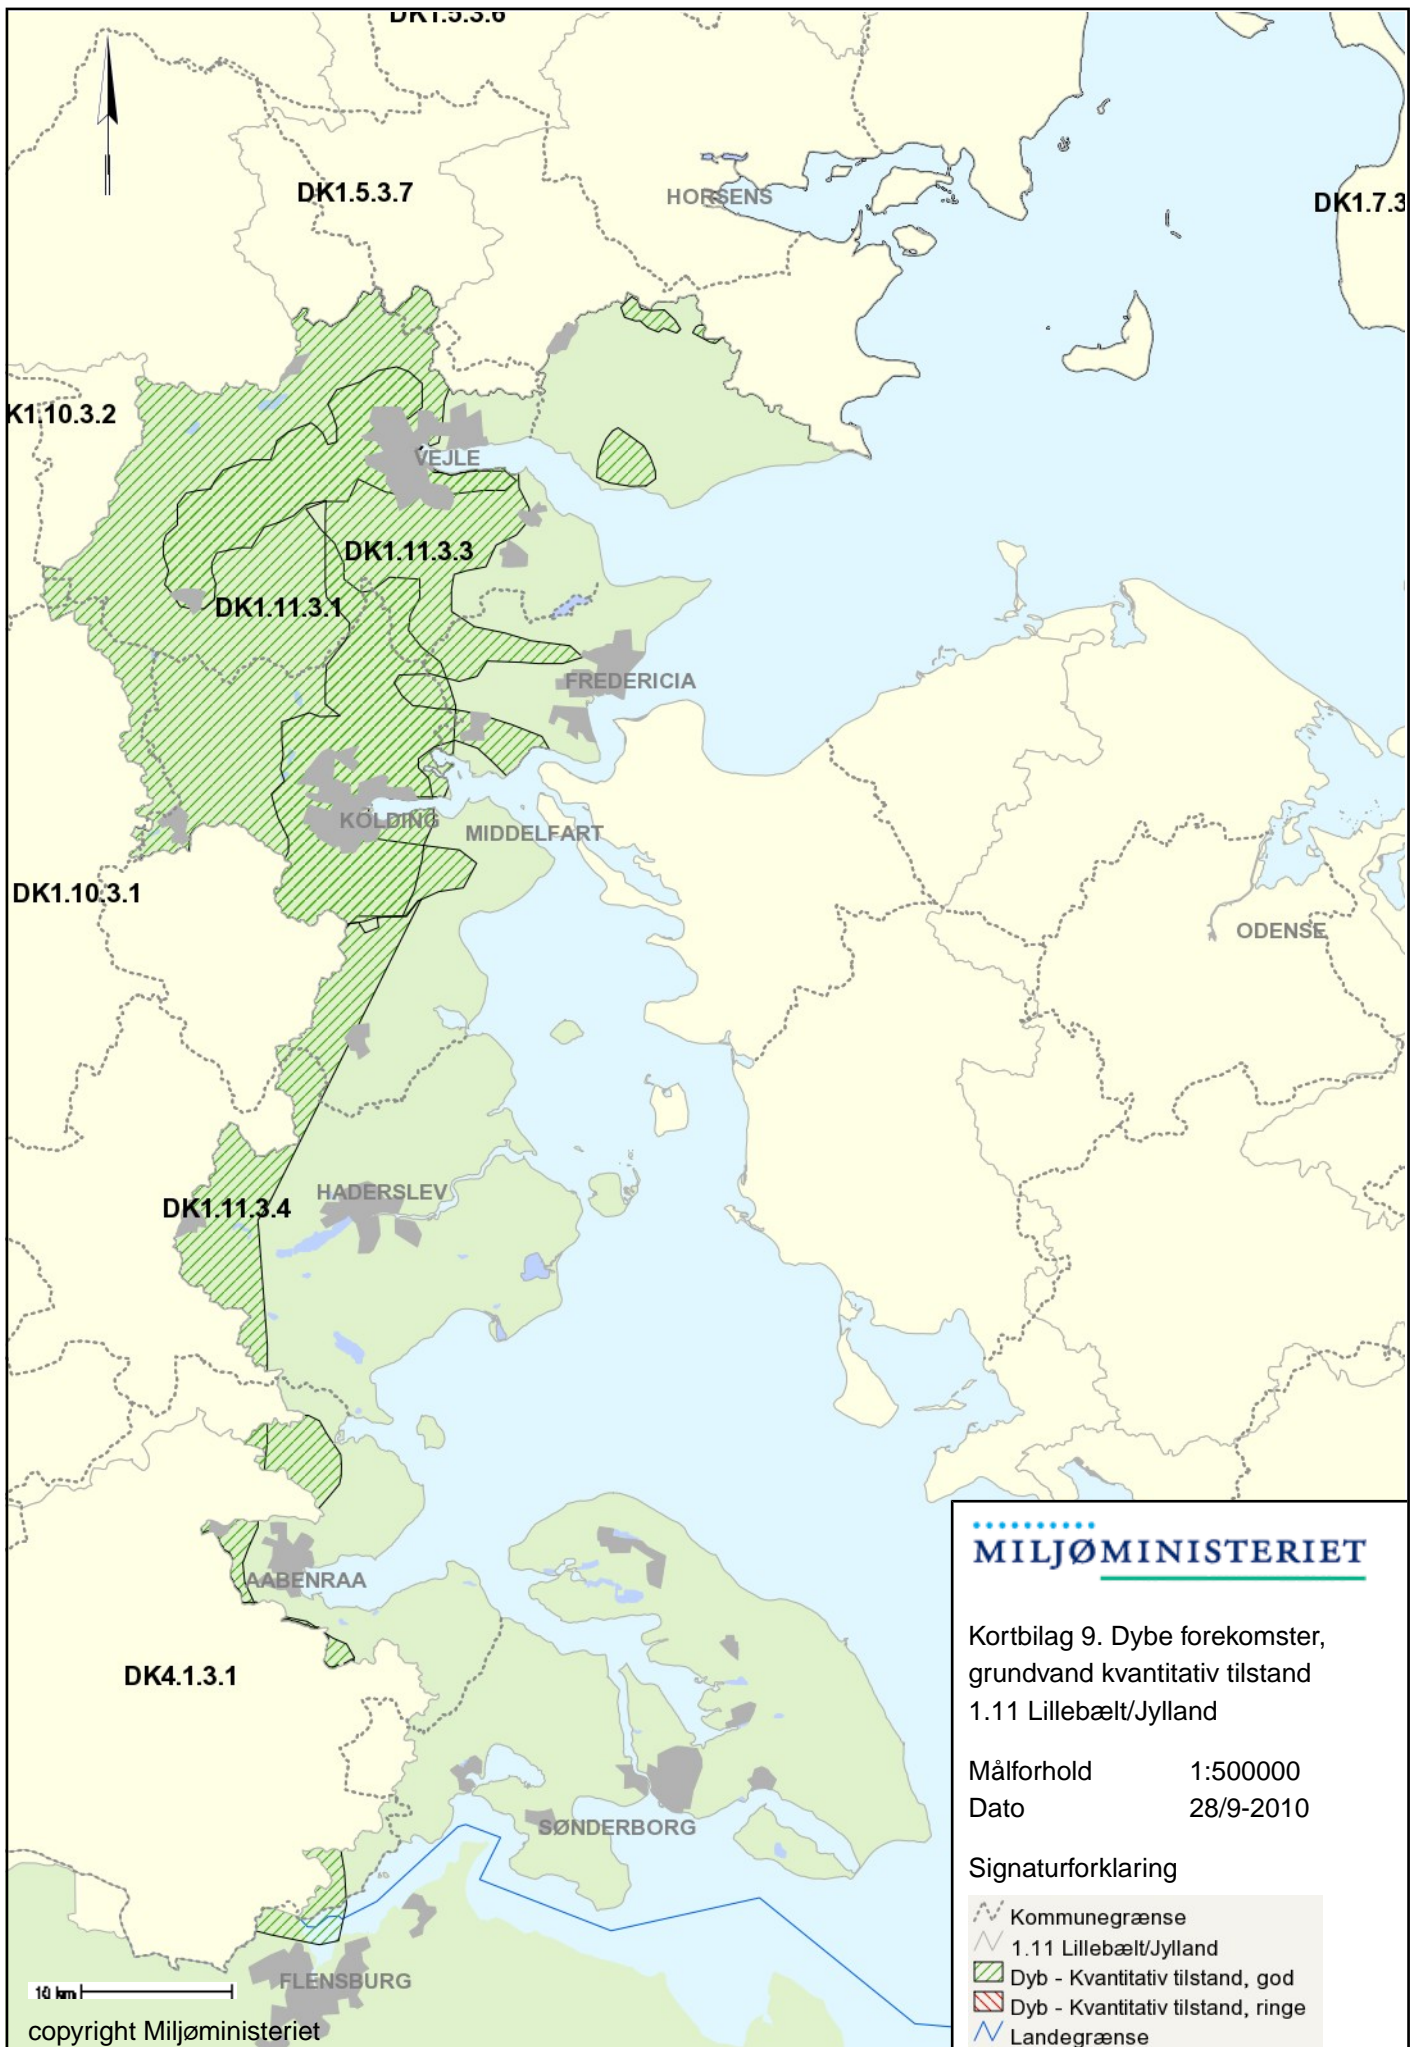 DK1.5.3.6
DK1.5.3.7
HORSENS
DK1.7.3
K1.10.3.2
VEJLE
DK1.11.3.3
DK1.11.3.1
FREDERICIA
KOLDING
MIDDELFART
DK1.10.3.1
ODENSE
HADERSLEV
DK1.11.3.4
AABENRAA
DK4.1.3.1
SØNDERBORG
FLENSBURG
copyright Miljøministeriet
MILJØMINISTERIET
Kortbilag 9. Dybe forekomster,
grundvand kvantitativ tilstand
1.11 Lillebælt/Jylland
Målforhold 1:500000
Dato 28/9-2010
Signaturforklaring
Kommunegrænse
1.11 Lillebælt/Jylland
Dyb - Kvantitativ tilstand, god
Dyb - Kvantitativ tilstand, ringe
Landegrænse